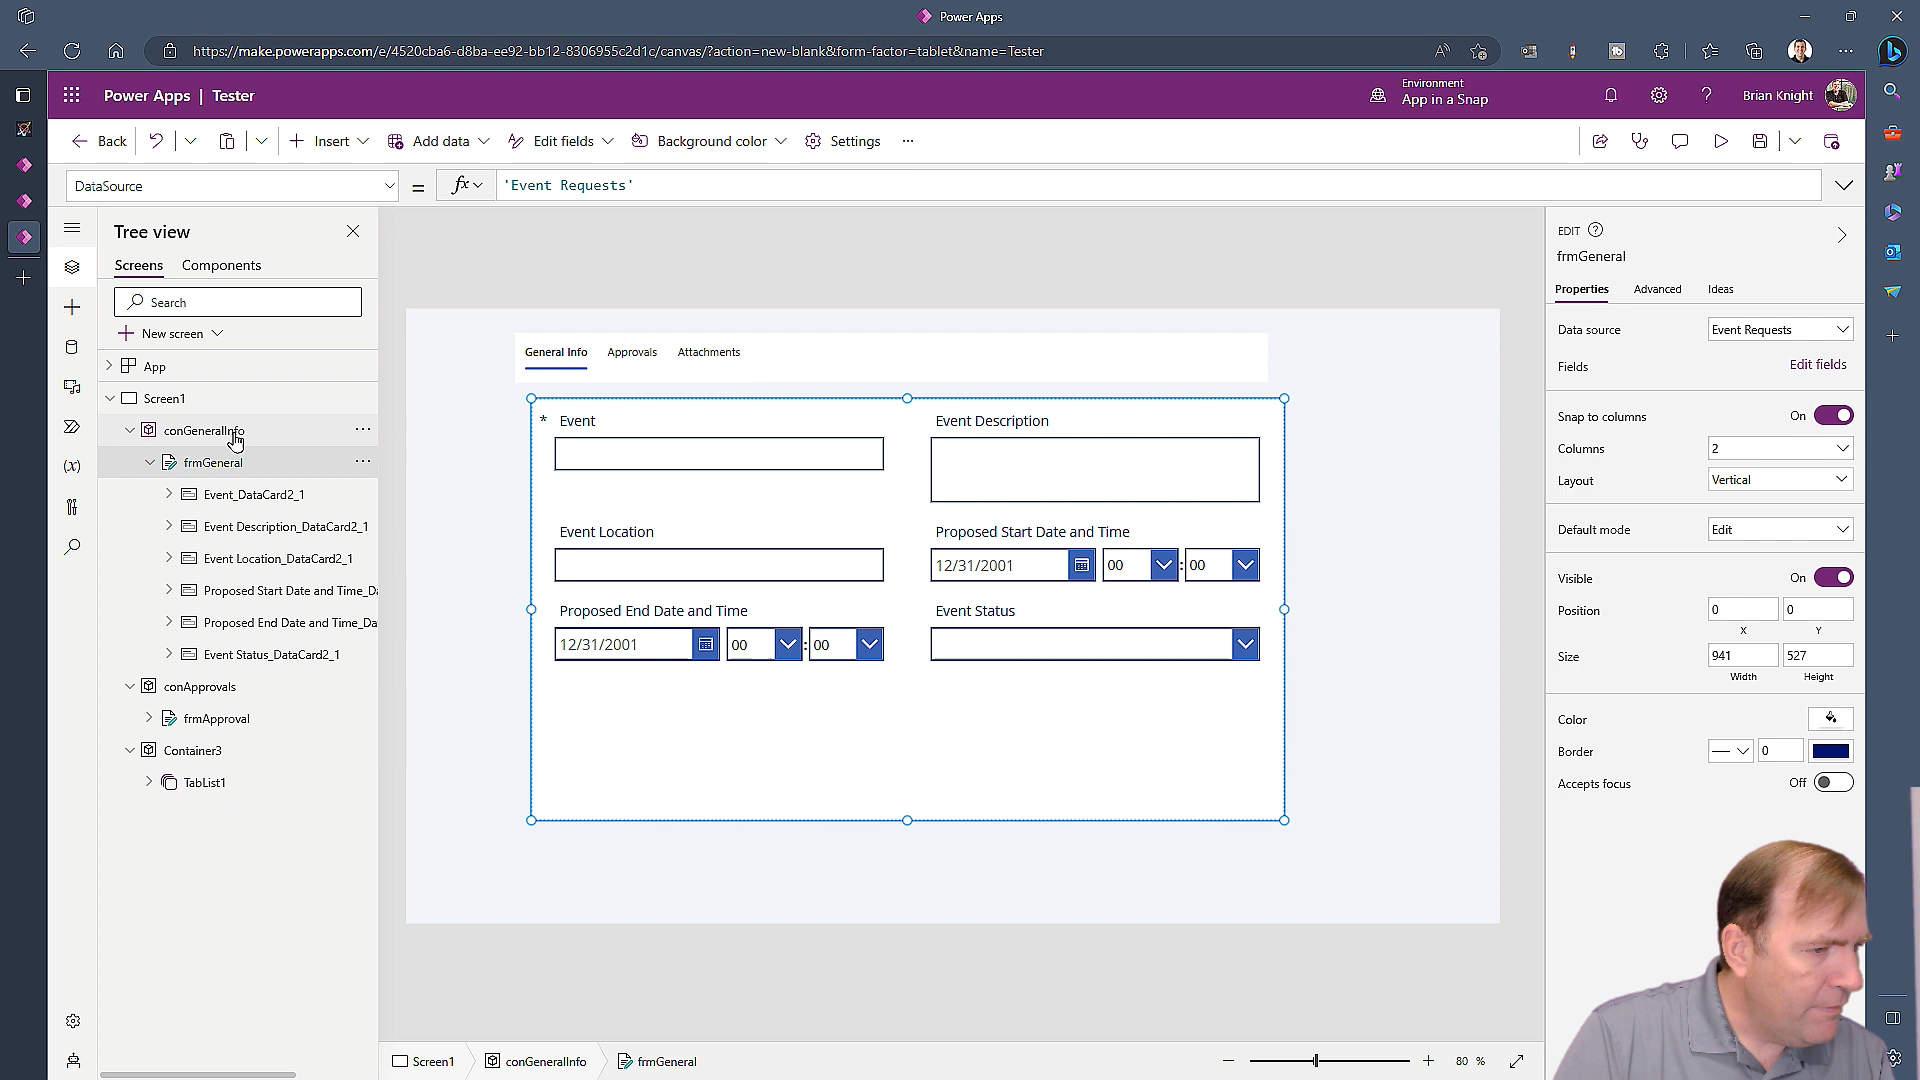 Power Apps
https://make.powerapps.com/e/4520cba6-d8ba-ee92-bb12-8306955c2d1c/canvas/?action=new-blank&form-factor=tablet&name=Tester
Power Apps | Tester
Environment
App in a Snap
Brian Knight
Back
Insert
Add data
Edit fields
Background color
Settings
DataSource
=
fx
'Event Requests'
Tree view
Screens
Components
Search
New screen
App
Screen1
conGeneralInfo
frmGeneral
Event_DataCard2_1
Event Description_DataCard2_1
Event Location_DataCard2_1
Proposed Start Date and Time_Da
Proposed End Date and Time_Da
Event Status_DataCard2_1
conApprovals
frmApproval
Container3
TabList1
General Info
Approvals
Attachments
* Event
Event Description
Event Location
Proposed Start Date and Time
12/31/2001
00
:
00
Proposed End Date and Time
12/31/2001
00
:
00
Event Status
EDIT
frmGeneral
Properties
Advanced
Ideas
Data source
Event Requests
Fields
Edit fields
Snap to columns
On
Columns
2
Layout
Vertical
Default mode
Edit
Visible
On
Position
0
0
X
Y
Size
941
527
Width
Height
Color
Border
0
Accepts focus
Off
Screen1
conGeneralInfo
frmGeneral
80 %